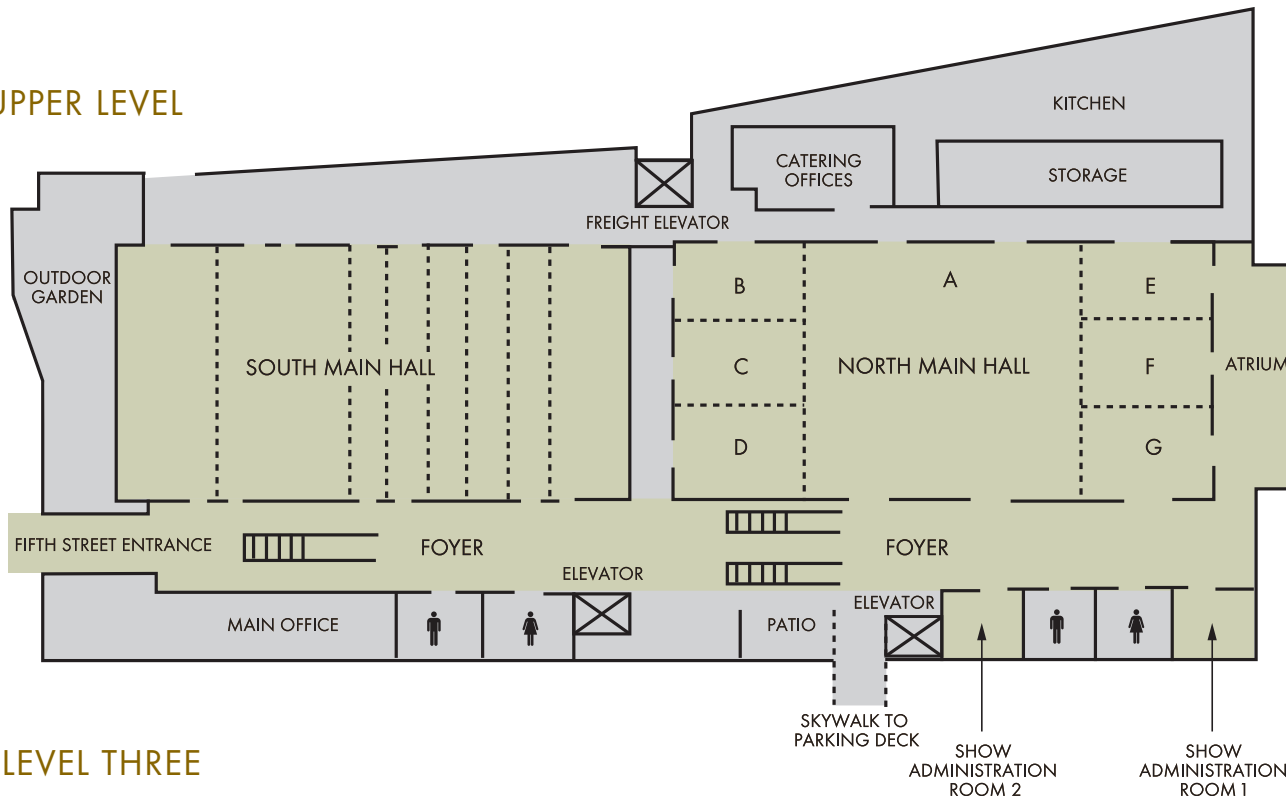 UPPER LEVEL
KITCHEN
CATERING
OFFICES
STORAGE
FREIGHT ELEVATOR
OUTDOOR
GARDEN
B
A
E
SOUTH MAIN HALL
C
NORTH MAIN HALL
F
ATRIUM
D
G
FIFTH STREET ENTRANCE
FOYER
FOYER
ELEVATOR
ELEVATOR
MAIN OFFICE
PATIO
SKYWALK TO
PARKING DECK
SHOW
ADMINISTRATION
ROOM 2
SHOW
ADMINISTRATION
ROOM 1
LEVEL THREE